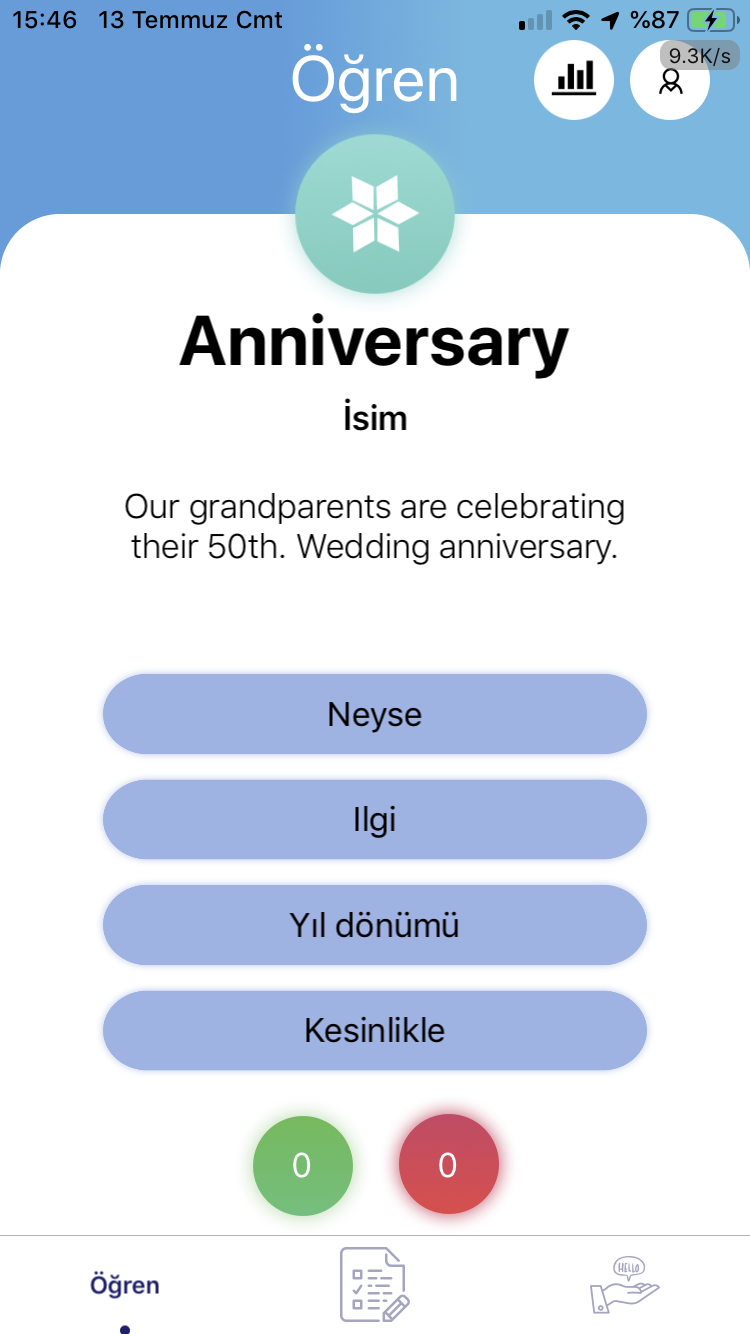 15:46 13 Temmuz Cmt %87
9.3K/s
Öğren
Anniversary
İsim
Our grandparents are celebrating
their 50th. Wedding anniversary.
Neyse
Ilgi
Yıl dönümü
Kesinlikle
0 0
Öğren
HELLO